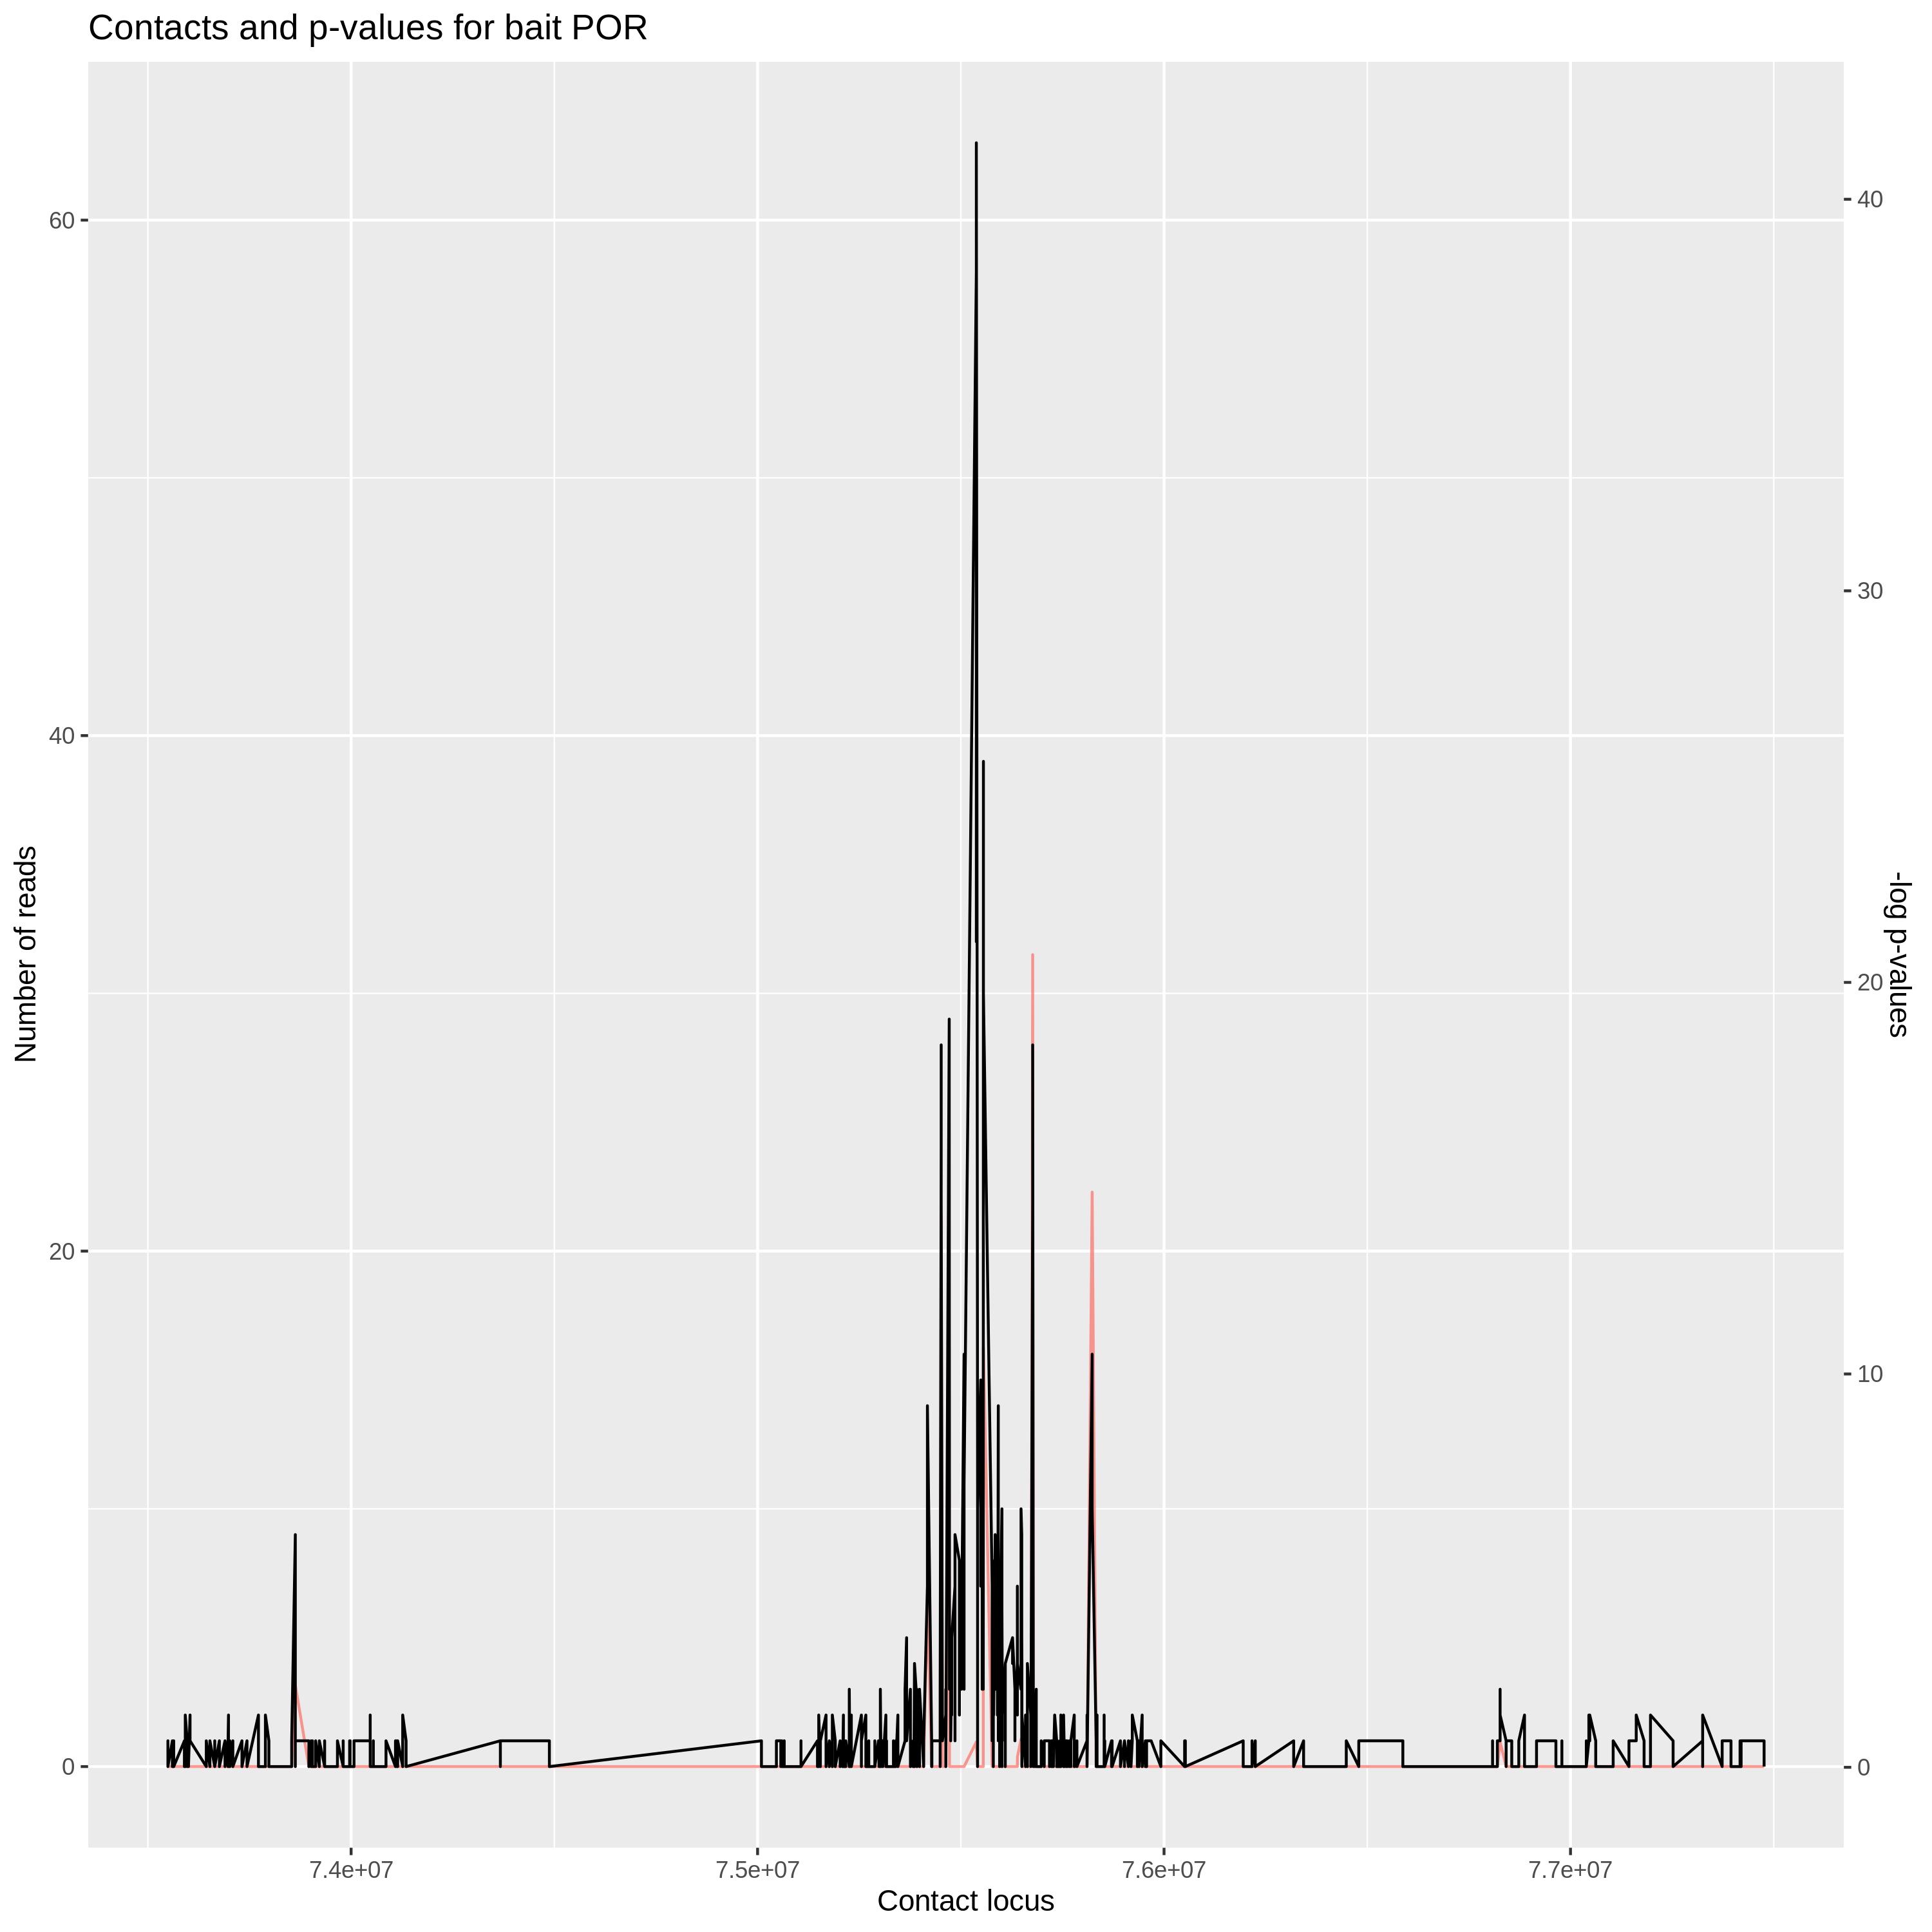 Contacts and p-values for bait POR
60
40
20
0
Number of reads
40
30
20
10
0
-log p-values
7.4e+07 7.5e+07 7.6e+07 7.7e+07
Contact locus